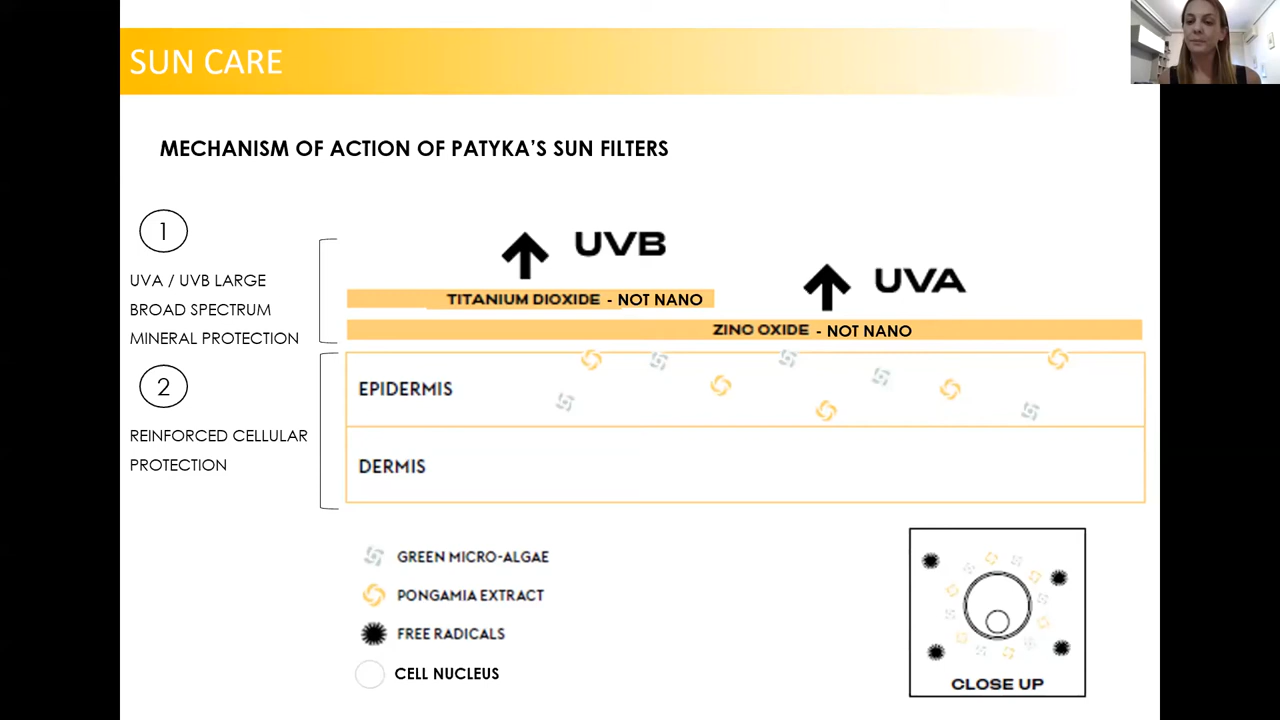 SUN CARE
MECHANISM OF ACTION OF PATYKA'S SUN FILTERS
1
UVA / UVB LARGE
BROAD SPECTRUM
MINERAL PROTECTION
UVB
UVA
TITANIUM DIOXIDE - NOT NANO
ZINC OXIDE - NOT NANO
2
REINFORCED CELLULAR
PROTECTION
EPIDERMIS
DERMIS
GREEN MICRO-ALGAE
PONGAMIA EXTRACT
FREE RADICALS
CELL NUCLEUS
CLOSE UP